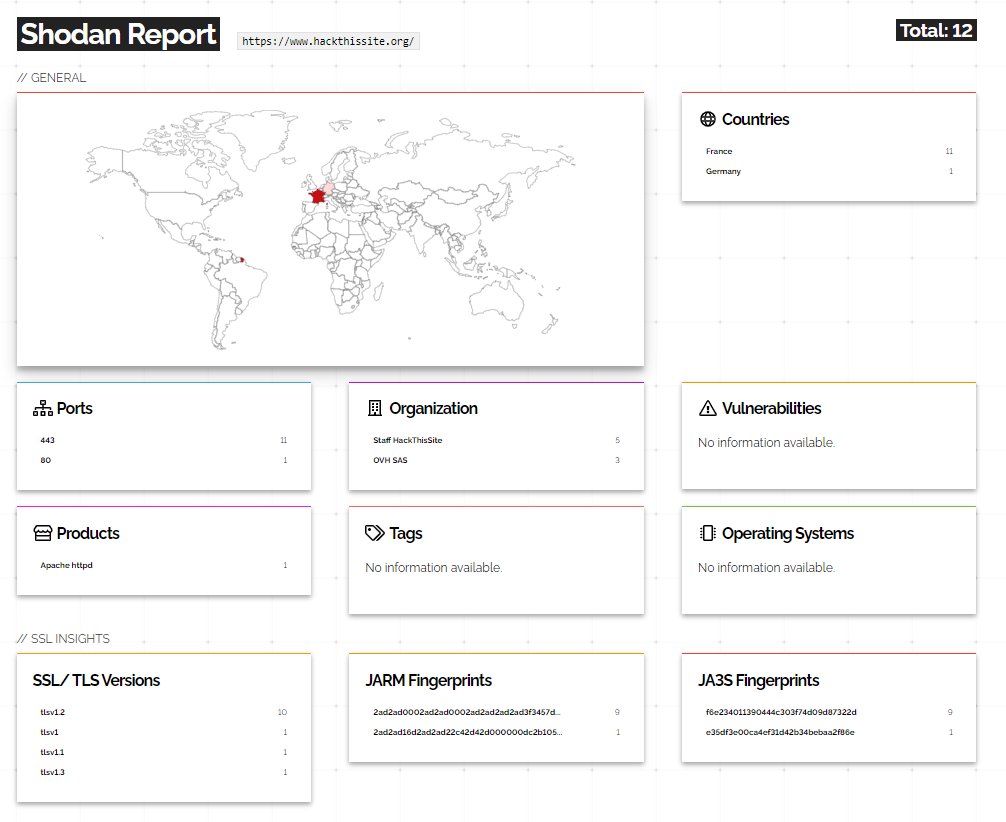 Shodan Report https://www.hackthissite.org/ Total: 12
// GENERAL
Countries
France 11
Germany 1
Ports
443 11
80 1
Organization
Staff HackThisSite 5
OVH SAS 3
Vulnerabilities
No information available.
Products
Apache httpd 1
Tags
No information available.
Operating Systems
No information available.
// SSL INSIGHTS
SSL/ TLS Versions
tlsv1.2 10
tlsv1 1
tlsv1.1 1
tlsv1.3 1
JARM Fingerprints
2ad2ad0002ad2ad0002ad2ad2ad2ad3f3457d... 9
2ad2ad16d2ad2ad22c42d42d000000dc2b105... 1
JA3S Fingerprints
f6e234011390444c303f74d09d87322d 9
e35df3e00ca4ef31d42b34bebaa2f86e 1